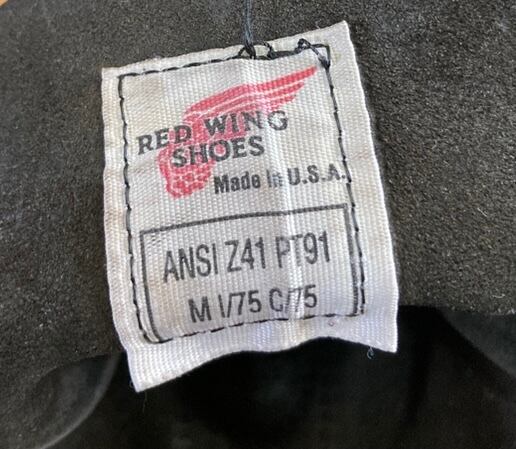 RED WING
SHOES
Made In U.S.A.
ANSI Z41 PT91
M I/75 C/75